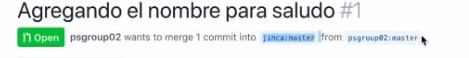 Agregando el nombre para saludo #1
Open psgroup02 wants to merge 1 commit into jinca:master from psgroup02:master